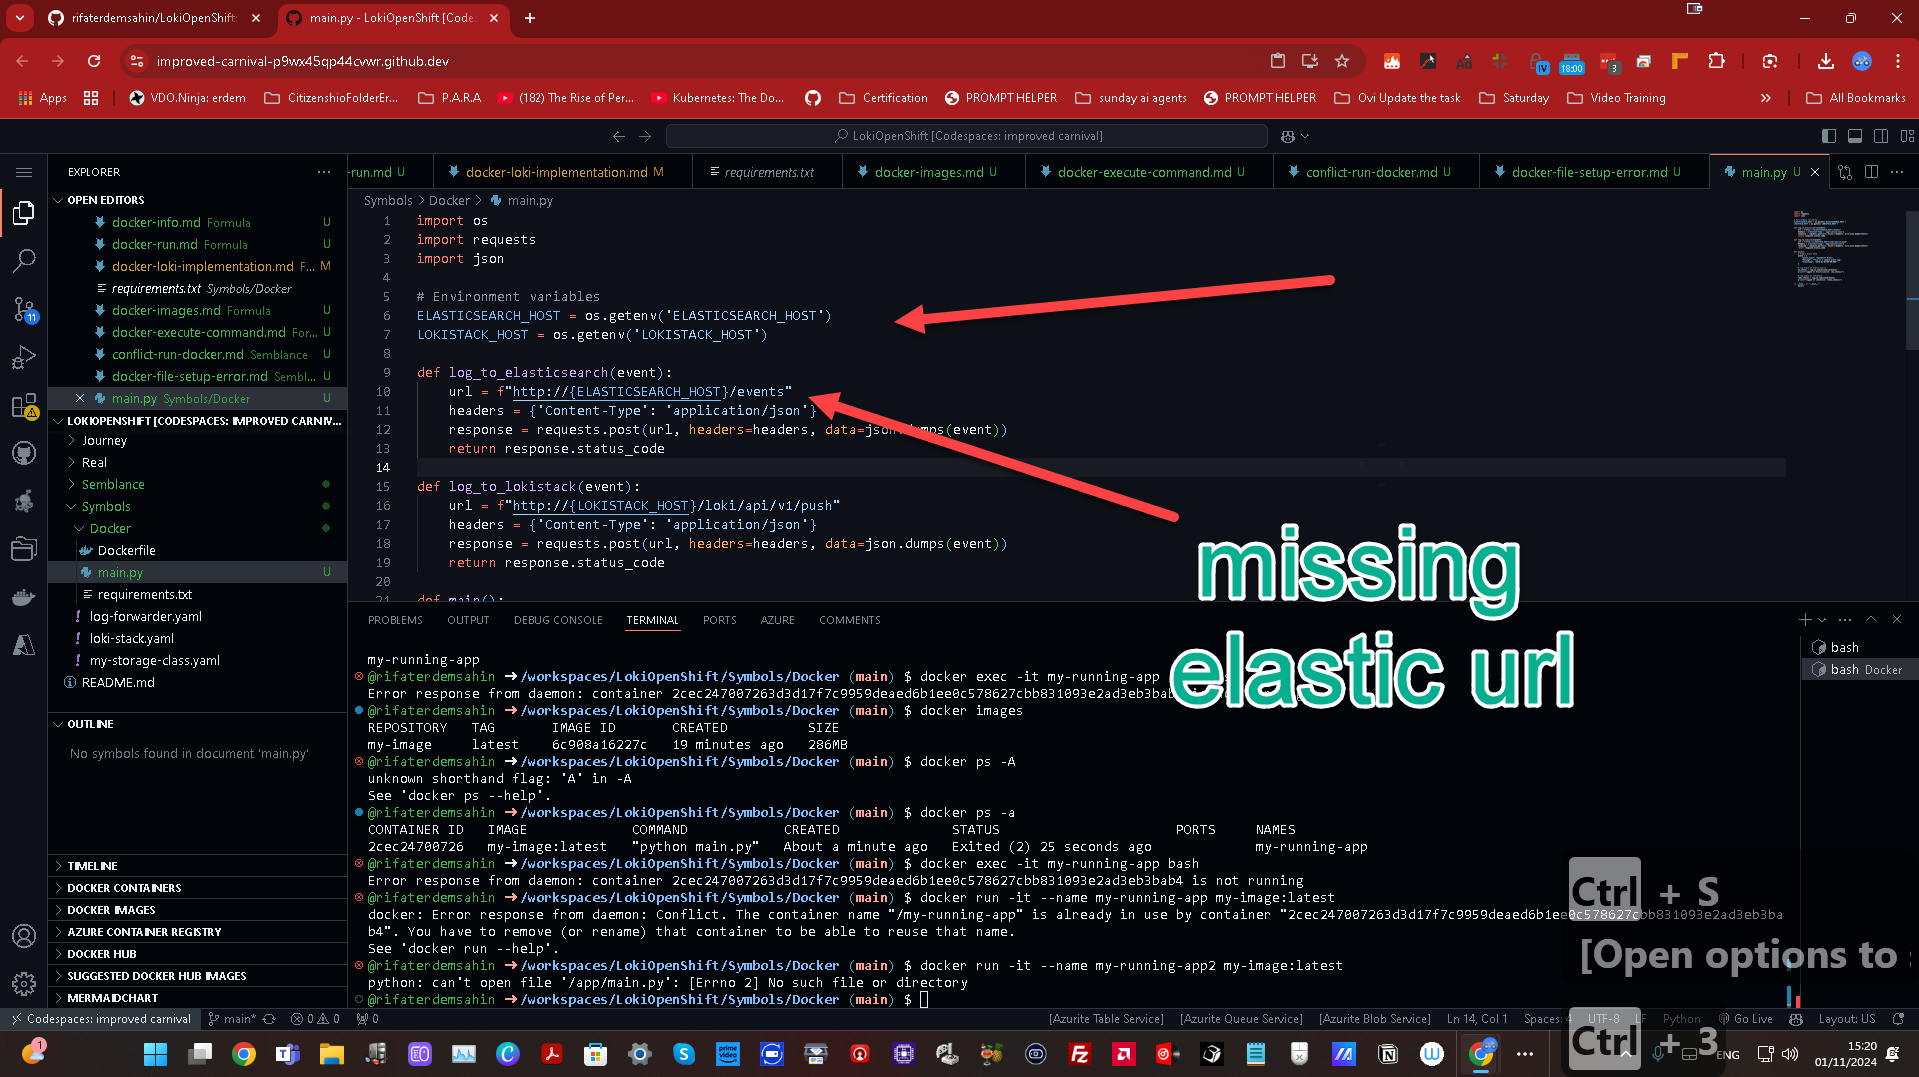 rifaterdemsahin/LokiOpenShift
main.py - LokiOpenShift [Code
improved-carnival-p9wx45qp44cvwr.github.dev
18:00
3
Apps
VDO.Ninja: erdem
CitizenshioFolderEr...
P.A.R.A
(182) The Rise of Per...
Kubernetes: The Do...
Certification
PROMPT HELPER
sunday ai agents
PROMPT HELPER
Ovi Update the task
Saturday
Video Training
All Bookmarks
LokiOpenShift [Codespaces: improved carnival]
EXPLORER
-run.md U
docker-loki-implementation.md M
requirements.txt
docker-images.md U
docker-execute-command.md U
conflict-run-docker.md U
docker-file-setup-error.md U
main.py U
OPEN EDITORS
docker-info.md Formula U
docker-run.md Formula U
docker-loki-implementation.md F... M
requirements.txt Symbols/Docker
docker-images.md Formula U
docker-execute-command.md For... U
conflict-run-docker.md Semblance U
docker-file-setup-error.md Sembl... U
main.py Symbols/Docker U
LOKIOPENSHIFT [CODESPACES: IMPROVED CARNIV...
Journey
Real
Semblance
Symbols
Docker
Dockerfile
main.py U
requirements.txt
log-forwarder.yaml
loki-stack.yaml
my-storage-class.yaml
README.md
OUTLINE
No symbols found in document 'main.py'
TIMELINE
DOCKER CONTAINERS
DOCKER IMAGES
AZURE CONTAINER REGISTRY
DOCKER HUB
SUGGESTED DOCKER HUB IMAGES
MERMAIDCHART
11
Symbols > Docker > main.py
1 import os
2 import requests
3 import json
4
5 # Environment variables
6 ELASTICSEARCH_HOST = os.getenv('ELASTICSEARCH_HOST')
7 LOKISTACK_HOST = os.getenv('LOKISTACK_HOST')
8
9 def log_to_elasticsearch(event):
10 url = f"http://{ELASTICSEARCH_HOST}/events"
11 headers = {'Content-Type': 'application/json'}
12 response = requests.post(url, headers=headers, data=json.dumps(event))
13 return response.status_code
14
15 def log_to_lokistack(event):
16 url = f"http://{LOKISTACK_HOST}/loki/api/v1/push"
17 headers = {'Content-Type': 'application/json'}
18 response = requests.post(url, headers=headers, data=json.dumps(event))
19 return response.status_code
20
21 def main():
missing
elastic url
PROBLEMS OUTPUT DEBUG CONSOLE TERMINAL PORTS AZURE COMMENTS
bash
bash Docker
my-running-app
@rifaterdemsahin ➜ /workspaces/LokiOpenShift/Symbols/Docker (main) $ docker exec -it my-running-app
Error response from daemon: container 2cec247007263d3d17f7c9959deaed6b1ee0c578627cbb831093e2ad3eb3bab
@rifaterdemsahin ➜ /workspaces/LokiOpenShift/Symbols/Docker (main) $ docker images
REPOSITORY TAG IMAGE ID CREATED SIZE
my-image latest 6c908a16227c 19 minutes ago 286MB
@rifaterdemsahin ➜ /workspaces/LokiOpenShift/Symbols/Docker (main) $ docker ps -A
unknown shorthand flag: 'A' in -A
See 'docker ps --help'.
@rifaterdemsahin ➜ /workspaces/LokiOpenShift/Symbols/Docker (main) $ docker ps -a
CONTAINER ID IMAGE COMMAND CREATED STATUS PORTS NAMES
2cec24700726 my-image:latest "python main.py" About a minute ago Exited (2) 25 seconds ago my-running-app
@rifaterdemsahin ➜ /workspaces/LokiOpenShift/Symbols/Docker (main) $ docker exec -it my-running-app bash
Error response from daemon: container 2cec247007263d3d17f7c9959deaed6b1ee0c578627cbb831093e2ad3eb3bab4 is not running
@rifaterdemsahin ➜ /workspaces/LokiOpenShift/Symbols/Docker (main) $ docker run -it --name my-running-app my-image:latest
docker: Error response from daemon: Conflict. The container name "/my-running-app" is already in use by container "2cec247007263d3d17f7c9959deaed6b1ee0c578627cbb831093e2ad3eb3ba
b4". You have to remove (or rename) that container to be able to reuse that name.
See 'docker run --help'.
@rifaterdemsahin ➜ /workspaces/LokiOpenShift/Symbols/Docker (main) $ docker run -it --name my-running-app2 my-image:latest
python: can't open file '/app/main.py': [Errno 2] No such file or directory
@rifaterdemsahin ➜ /workspaces/LokiOpenShift/Symbols/Docker (main) $
Ctrl + S
[Open options to
Ctrl + 3
Codespaces: improved carnival main* 0 0 0
[Azurite Table Service] [Azurite Queue Service] [Azurite Blob Service] Ln 14, Col 1 Spaces: 4 UTF-8 LF Python Go Live Layout: US
1
ENG
15:20
01/11/2024